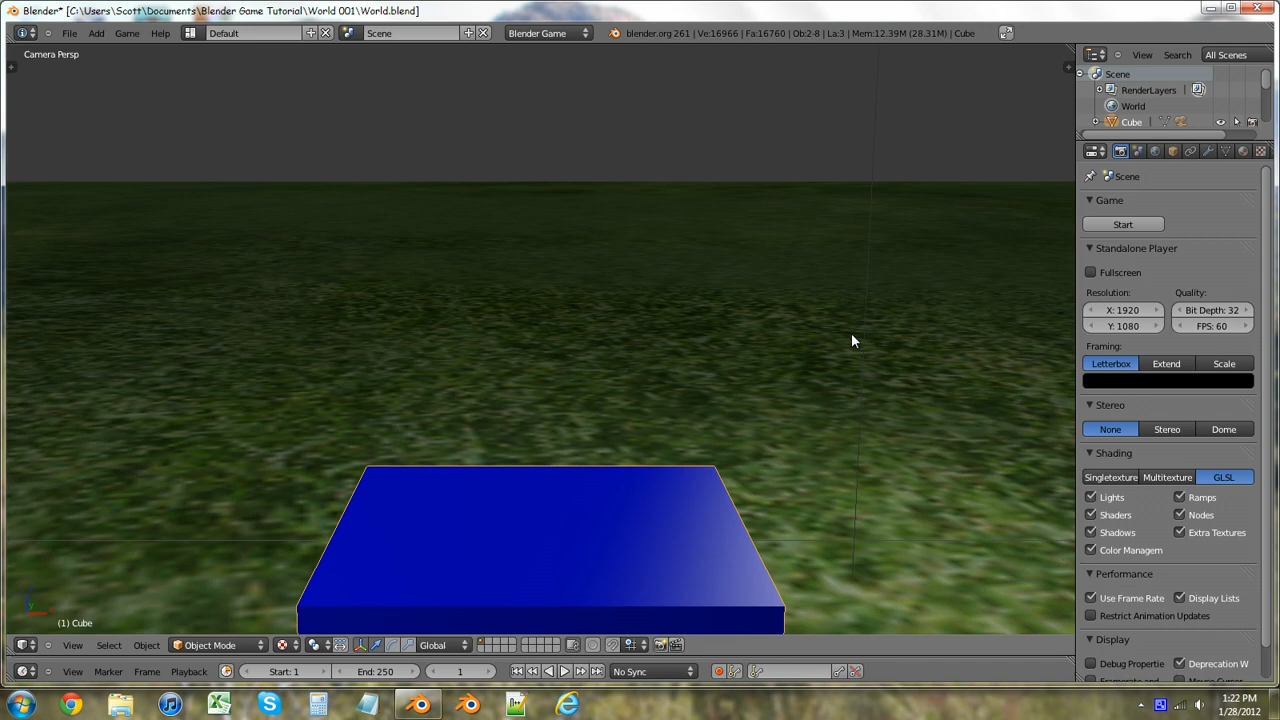 Blender* [C:\Users\Scott\Documents\Blender Game Tutorial\World 001\World.blend]
File Add Game Help Default Scene Blender Game blender.org 261 | Ve:16966 | Fa:16760 | Ob:2-8 | La:3 | Mem:12.39M (28.31M) | Cube
Camera Persp
View Search All Scenes
Scene
RenderLayers
World
Cube
Scene
Game
Start
Standalone Player
Fullscreen
Resolution: Quality:
X: 1920 Bit Depth: 32
Y: 1080 FPS: 60
Framing:
Letterbox Extend Scale
Stereo
None Stereo Dome
Shading
Singletexture Multitexture GLSL
Lights Ramps
Shaders Nodes
Shadows Extra Textures
Color Managem
Performance
Use Frame Rate Display Lists
Restrict Animation Updates
Display
Debug Propertie Deprecation W
(1) Cube
View Select Object Object Mode Global
View Marker Frame Playback Start: 1 End: 250 1 No Sync
1:22 PM
1/28/2012